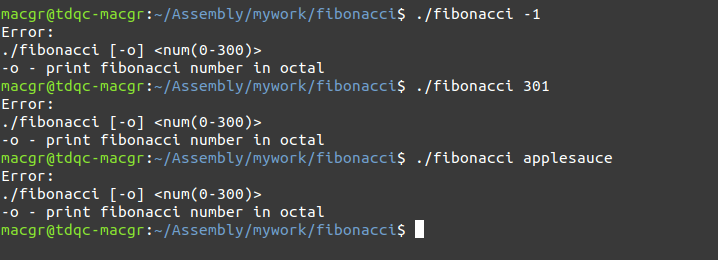 macgr@tdqc-macgr:~/Assembly/mywork/fibonacci$ ./fibonacci -1
Error:
./fibonacci [-o] <num(0-300)>
-o - print fibonacci number in octal
macgr@tdqc-macgr:~/Assembly/mywork/fibonacci$ ./fibonacci 301
Error:
./fibonacci [-o] <num(0-300)>
-o - print fibonacci number in octal
macgr@tdqc-macgr:~/Assembly/mywork/fibonacci$ ./fibonacci applesauce
Error:
./fibonacci [-o] <num(0-300)>
-o - print fibonacci number in octal
macgr@tdqc-macgr:~/Assembly/mywork/fibonacci$